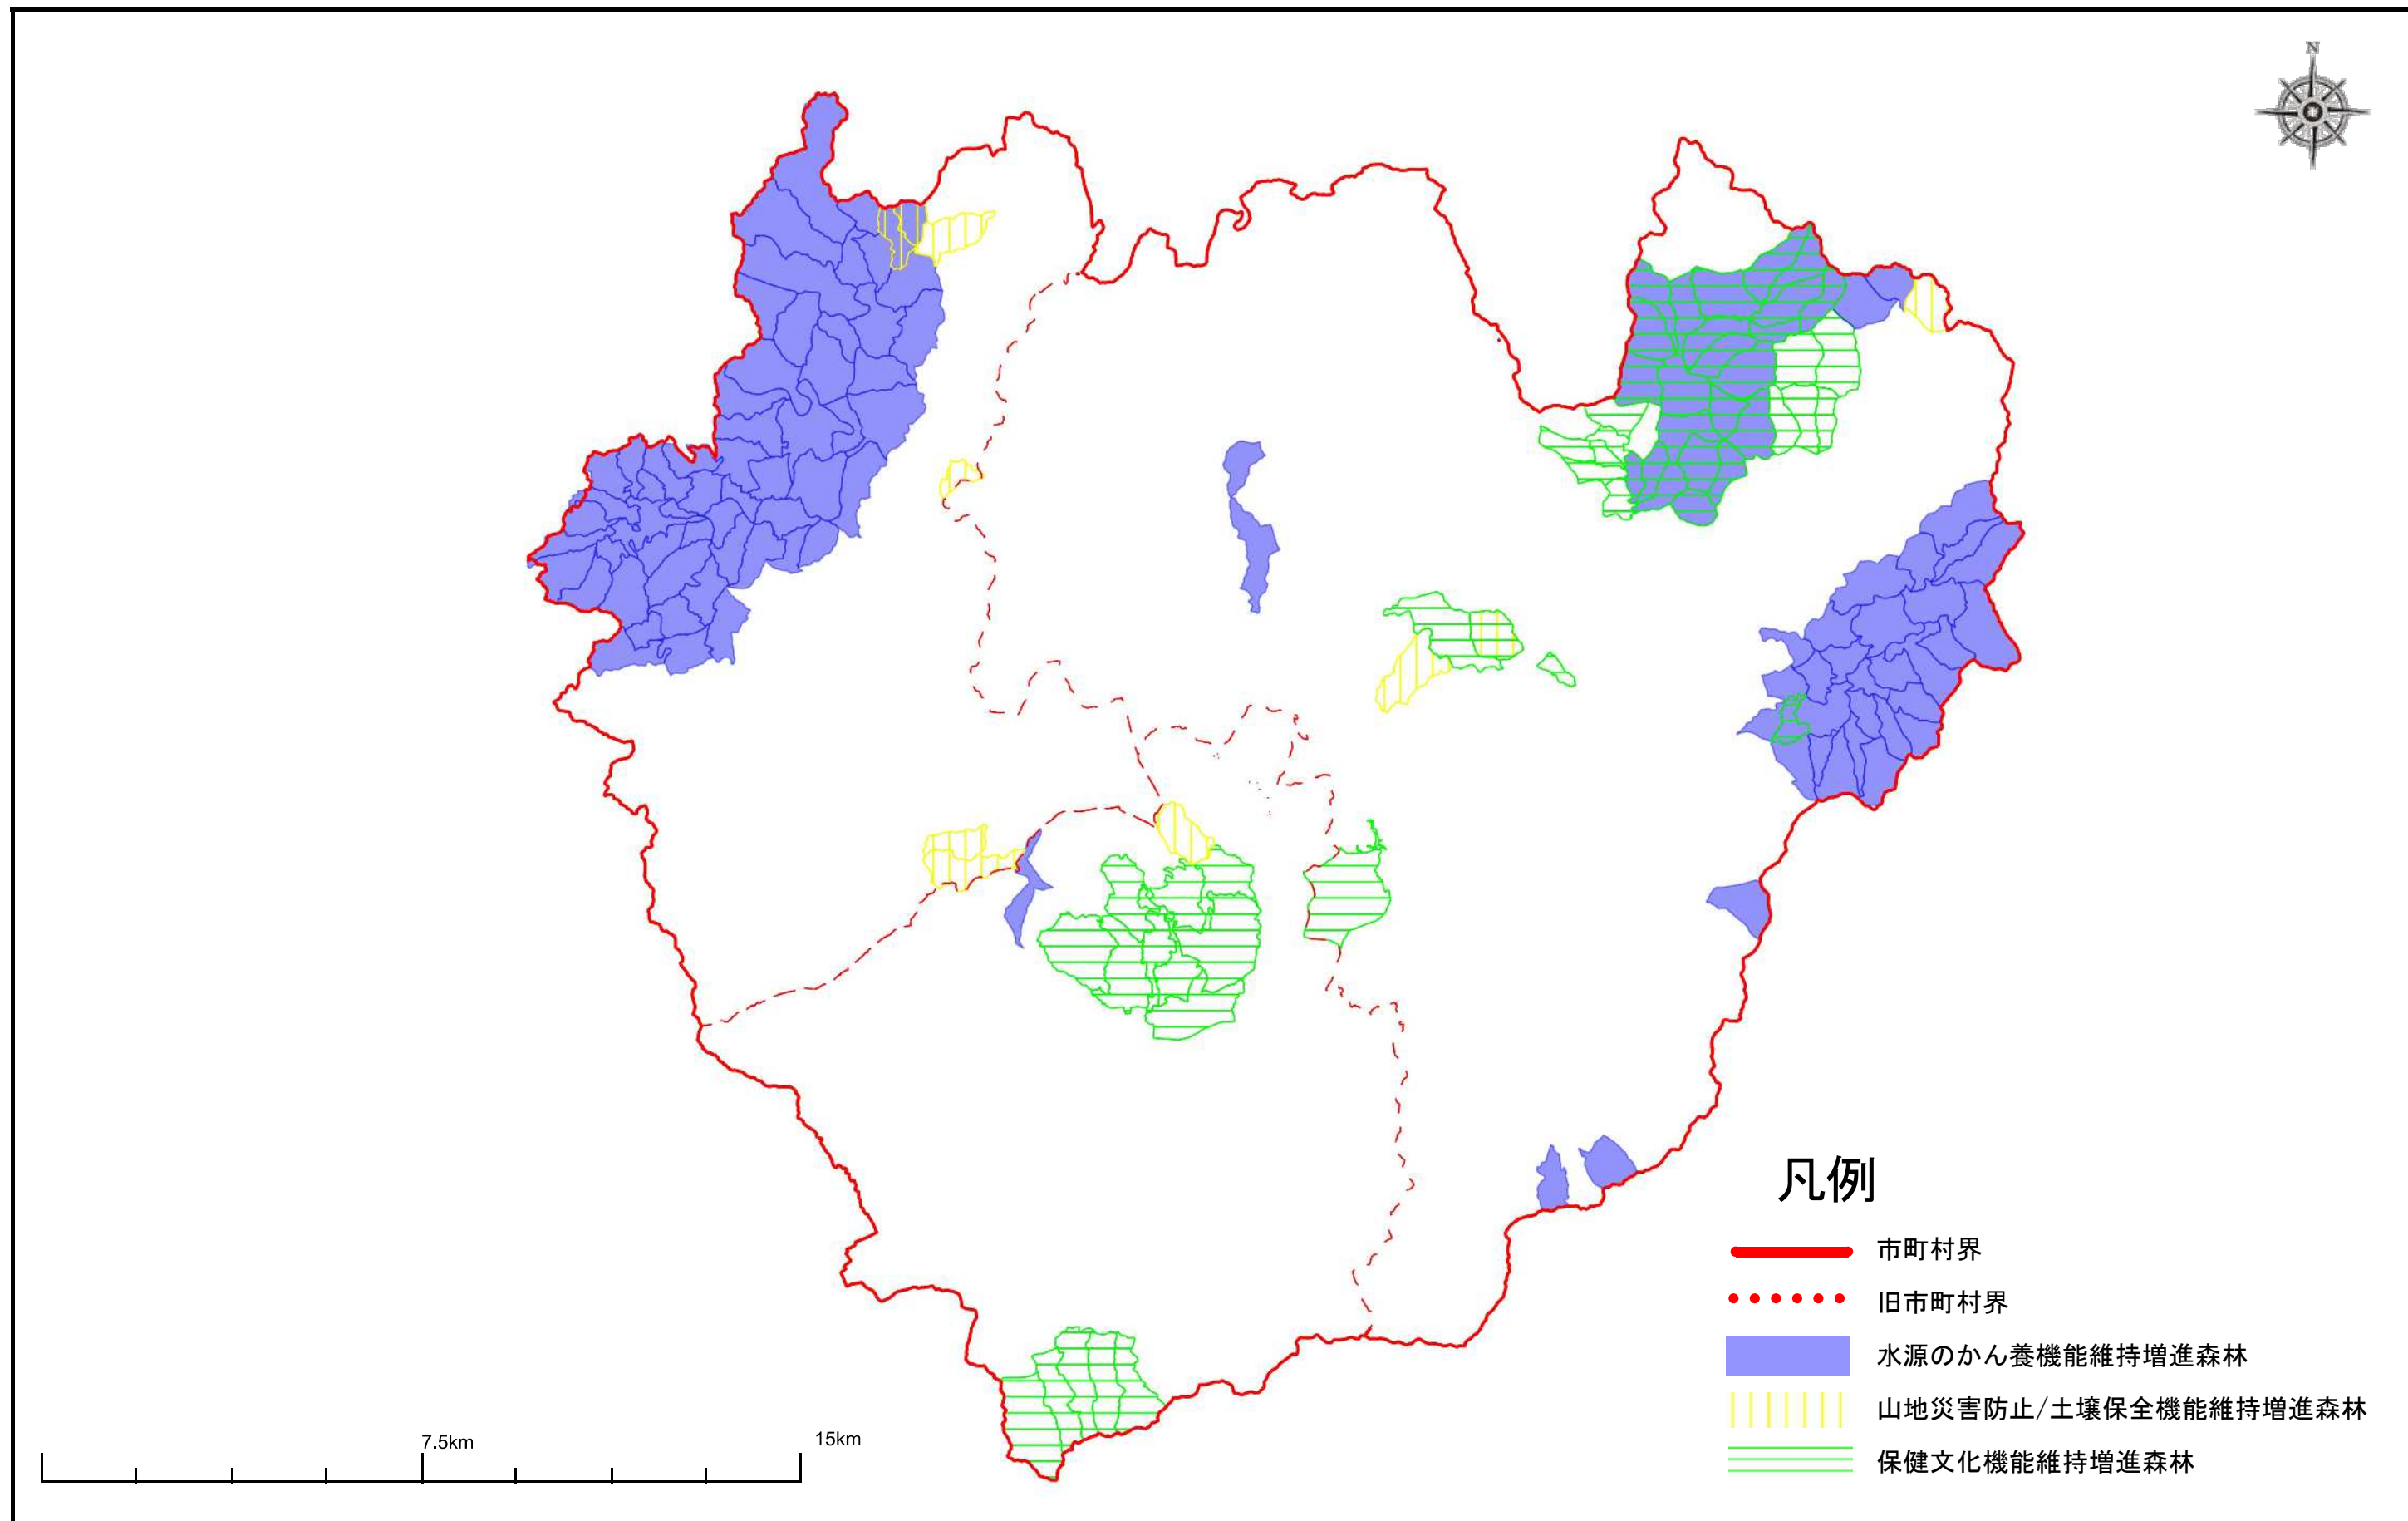 N
凡例
市町村界
旧市町村界
水源のかん養機能維持増進森林
山地災害防止/土壌保全機能維持増進森林
保健文化機能維持増進森林
7.5km
15km